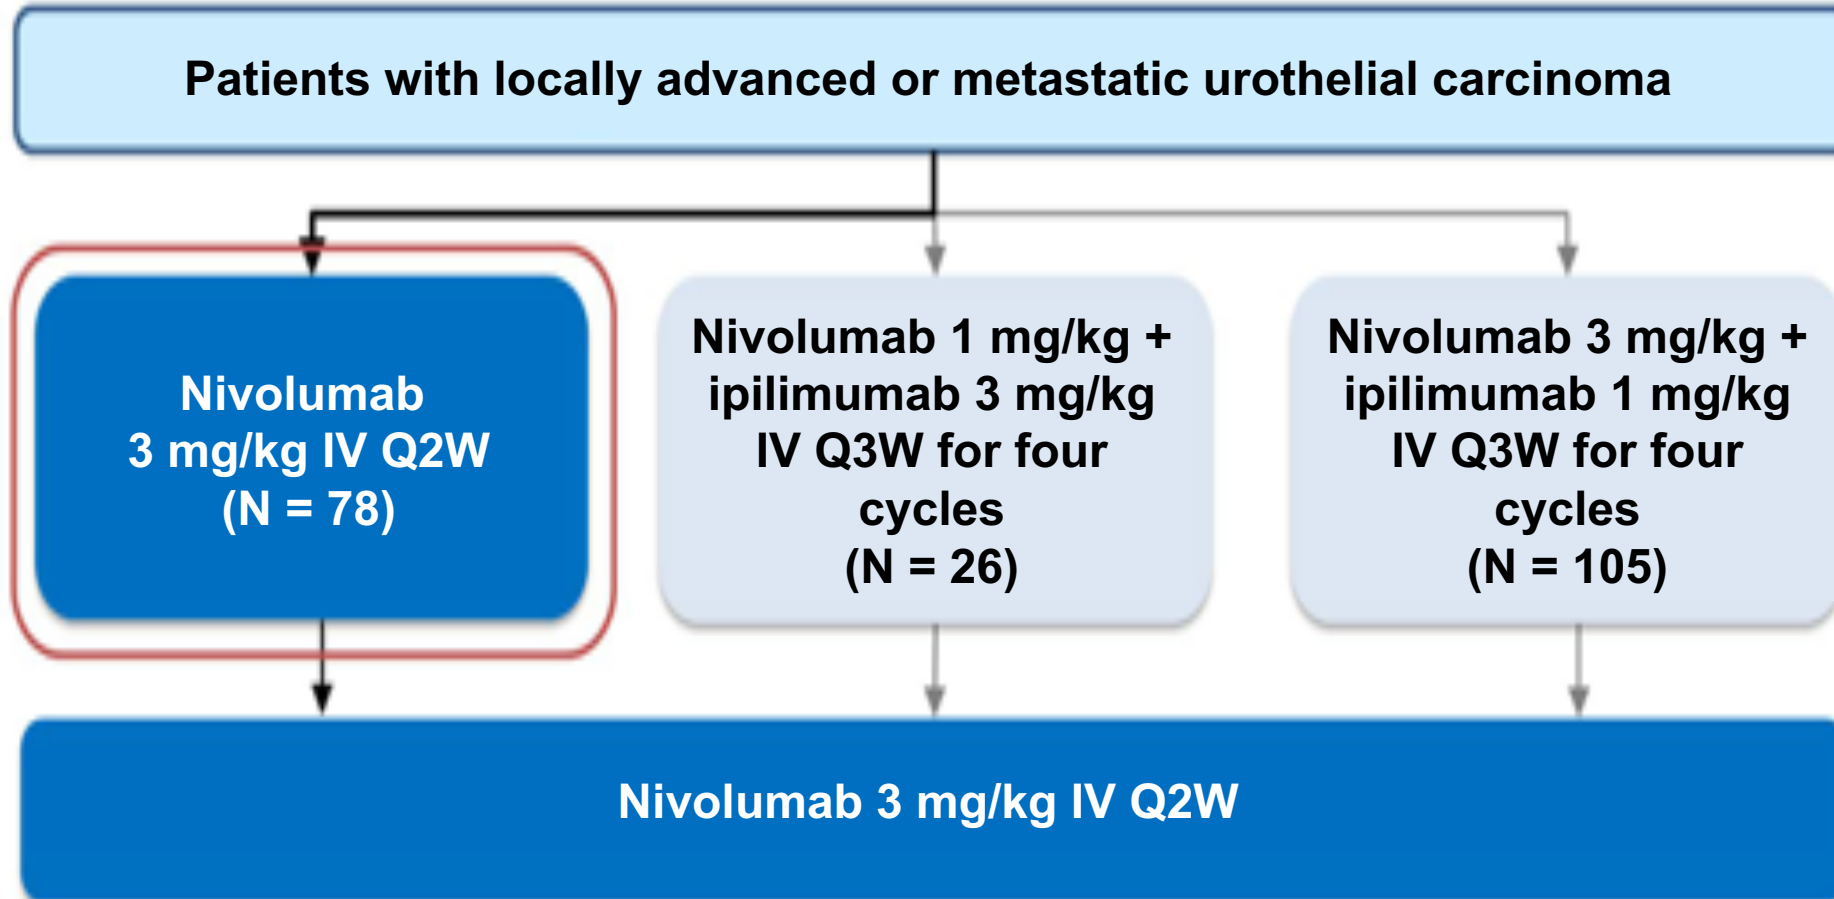 Patients with locally advanced or metastatic urothelial carcinoma
Nivolumab
3 mg/kg IV Q2W
(N = 78)
Nivolumab 1 mg/kg +
ipilimumab 3 mg/kg
IV Q3W for four
cycles
(N = 26)
Nivolumab 3 mg/kg +
ipilimumab 1 mg/kg
IV Q3W for four
cycles
(N = 105)
Nivolumab 3 mg/kg IV Q2W